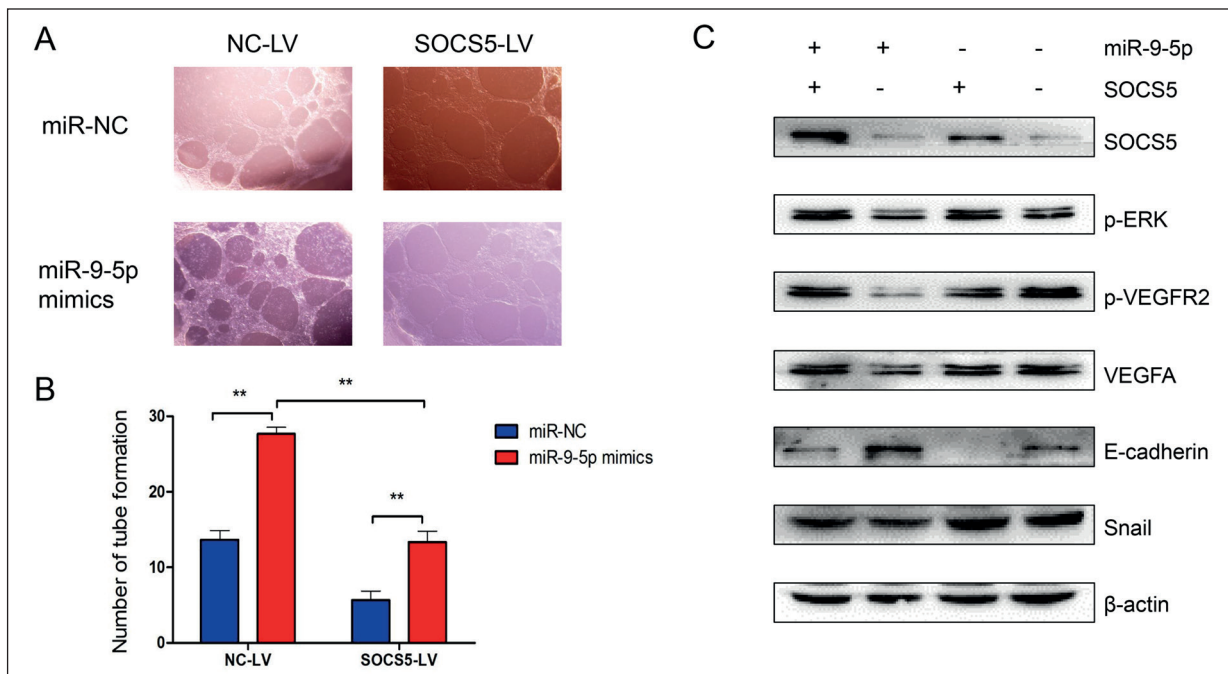 A
NC-LV SOCS5-LV
miR-NC
miR-9-5p
mimics
B
** **
**
30
20
10
0
Number of tube formation
NC-LV SOCS5-LV
miR-NC
miR-9-5p mimics
C
+ + - - miR-9-5p
+ - + - SOCS5
SOCS5
p-ERK
p-VEGFR2
VEGFA
E-cadherin
Snail
β-actin